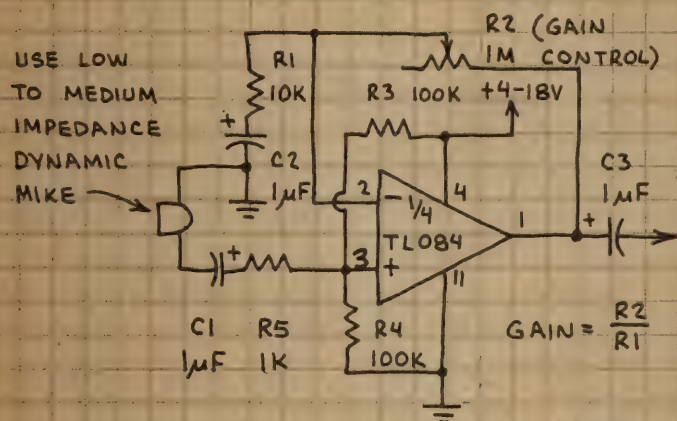 USE LOW
TO MEDIUM
IMPEDANCE
DYNAMIC
MIKE
R1
10K
+
C2
1µF
R2 (GAIN
1M CONTROL)
R3 100K
+4-18V
2
-
1/4
4
TL084
1
3
+
11
C3
1µF
+
+
C1
1µF
R5
1K
R4
100K
GAIN = R2
R1